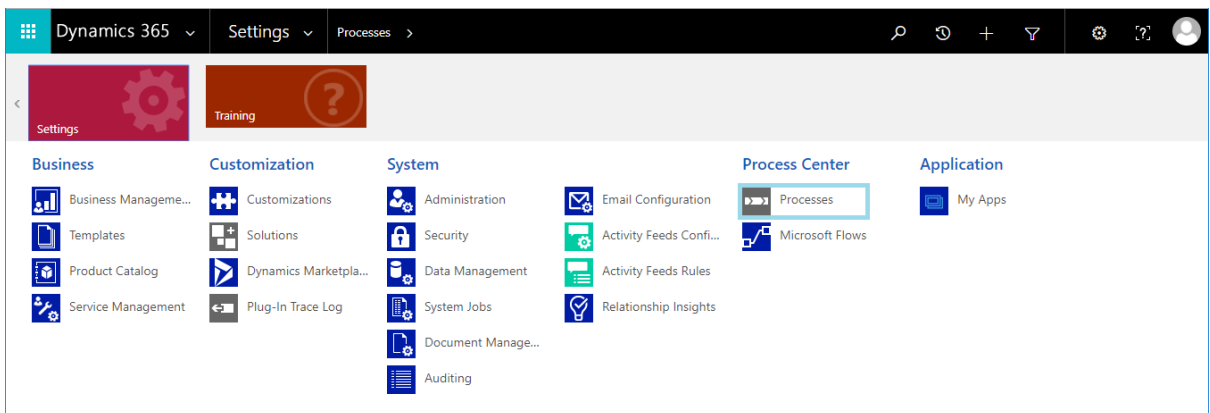 Dynamics 365 Settings Processes >
Settings
Training
Business
Business Manageme...
Templates
Product Catalog
Service Management
Customization
Customizations
Solutions
Dynamics Marketpla...
Plug-In Trace Log
System
Administration
Security
Data Management
System Jobs
Document Manage...
Auditing
Email Configuration
Activity Feeds Confi...
Activity Feeds Rules
Relationship Insights
Process Center
Processes
Microsoft Flows
Application
My Apps